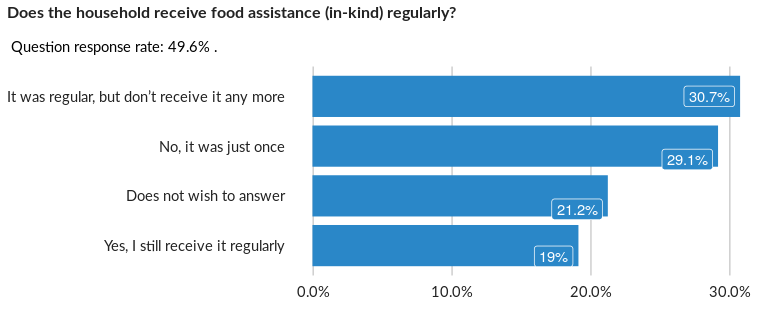 Does the household receive food assistance (in-kind) regularly?
Question response rate: 49.6% .
It was regular, but don’t receive it any more
30.7%
No, it was just once
29.1%
Does not wish to answer
21.2%
Yes, I still receive it regularly
19%
0.0% 10.0% 20.0% 30.0%